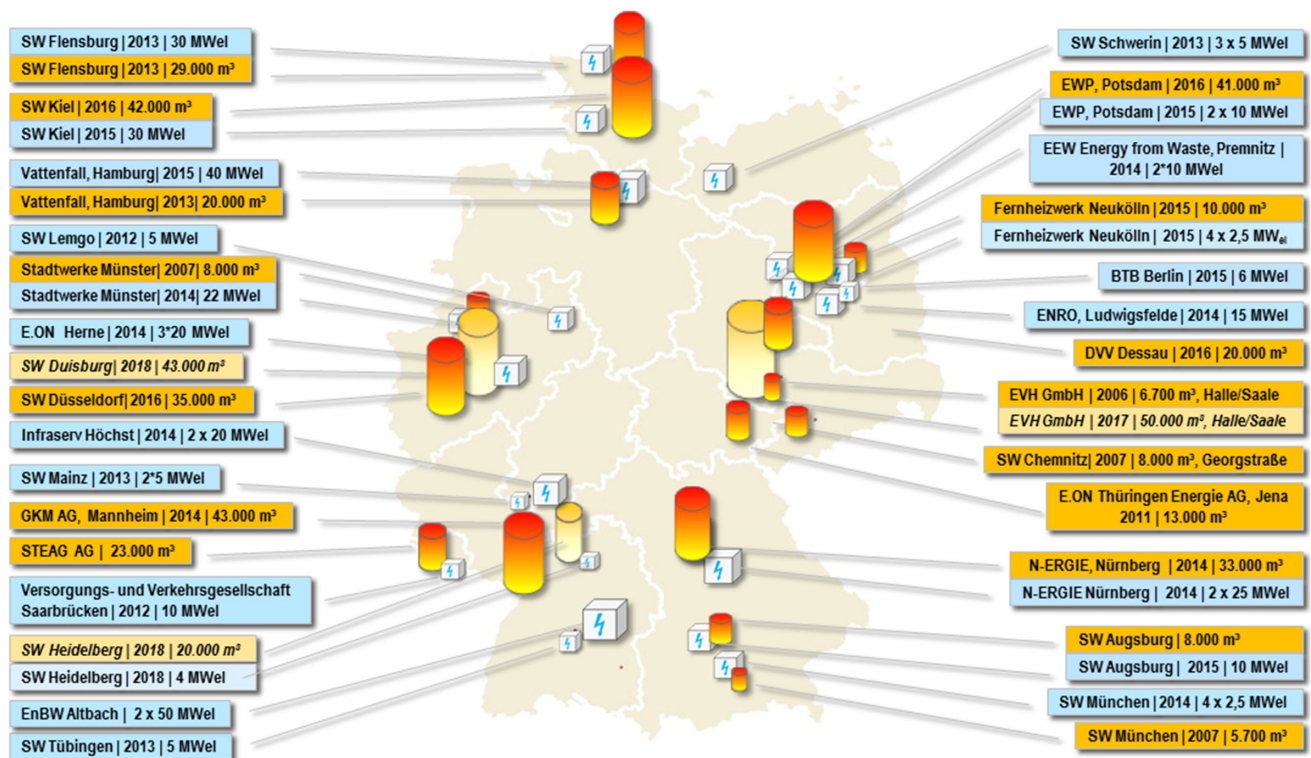 SW Flensburg | 2013 | 30 MWel
SW Flensburg | 2013 | 29.000 m³
SW Kiel | 2016 | 42.000 m³
SW Kiel | 2015 | 30 MWel
Vattenfall, Hamburg| 2015 | 40 MWel
Vattenfall, Hamburg| 2013| 20.000 m³
SW Lemgo | 2012 | 5 MWel
Stadtwerke Münster| 2007| 8.000 m³
Stadtwerke Münster| 2014| 22 MWel
E.ON Herne | 2014 | 3*20 MWel
SW Duisburg| 2018 | 43.000 m³
SW Düsseldorf| 2016 | 35.000 m³
Infraserv Höchst | 2014 | 2 x 20 MWel
SW Mainz | 2013 | 2*5 MWel
GKM AG, Mannheim | 2014 | 43.000 m³
STEAG AG | 23.000 m³
Versorgungs- und Verkehrsgesellschaft
Saarbrücken | 2012 | 10 MWel
SW Heidelberg | 2018 | 20.000 m³
SW Heidelberg | 2018 | 4 MWel
EnBW Altbach | 2 x 50 MWel
SW Tübingen | 2013 | 5 MWel
SW Schwerin | 2013 | 3 x 5 MWel
EWP, Potsdam | 2016 | 41.000 m³
EWP, Potsdam | 2015 | 2 x 10 MWel
EEW Energy from Waste, Premnitz |
2014 | 2*10 MWel
Fernheizwerk Neukölln | 2015 | 10.000 m³
Fernheizwerk Neukölln | 2015 | 4 x 2,5 MWel
BTB Berlin | 2015 | 6 MWel
ENRO, Ludwigsfelde | 2014 | 15 MWel
DVV Dessau | 2016 | 20.000 m³
EVH GmbH | 2006 | 6.700 m³, Halle/Saale
EVH GmbH | 2017 | 50.000 m³, Halle/Saale
SW Chemnitz| 2007 | 8.000 m³, Georgstraße
E.ON Thüringen Energie AG, Jena
2011 | 13.000 m³
N-ERGIE, Nürnberg | 2014 | 33.000 m³
N-ERGIE Nürnberg | 2014 | 2 x 25 MWel
SW Augsburg | 8.000 m³
SW Augsburg | 2015 | 10 MWel
SW München | 2014 | 4 x 2,5 MWel
SW München | 2007 | 5.700 m³